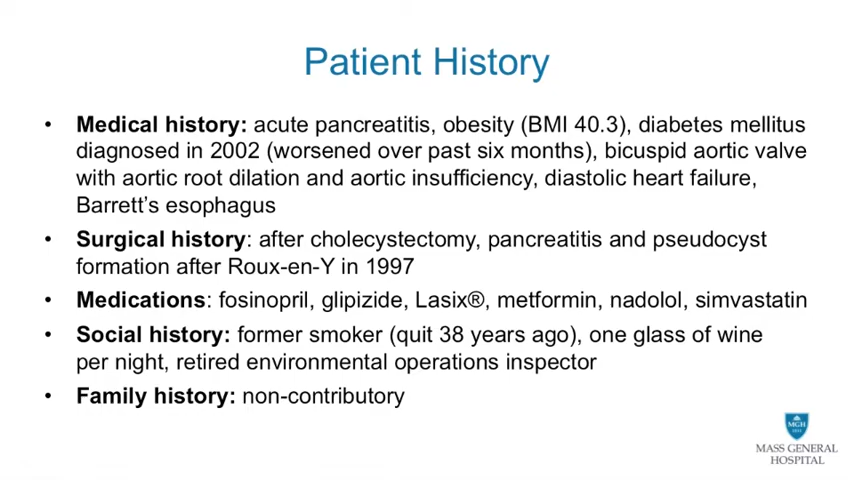 Patient History
• Medical history: acute pancreatitis, obesity (BMI 40.3), diabetes mellitus
diagnosed in 2002 (worsened over past six months), bicuspid aortic valve
with aortic root dilation and aortic insufficiency, diastolic heart failure,
Barrett’s esophagus
• Surgical history: after cholecystectomy, pancreatitis and pseudocyst
formation after Roux-en-Y in 1997
• Medications: fosinopril, glipizide, Lasix®, metformin, nadolol, simvastatin
• Social history: former smoker (quit 38 years ago), one glass of wine
per night, retired environmental operations inspector
• Family history: non-contributory
MGH
1811
MASS GENERAL
HOSPITAL